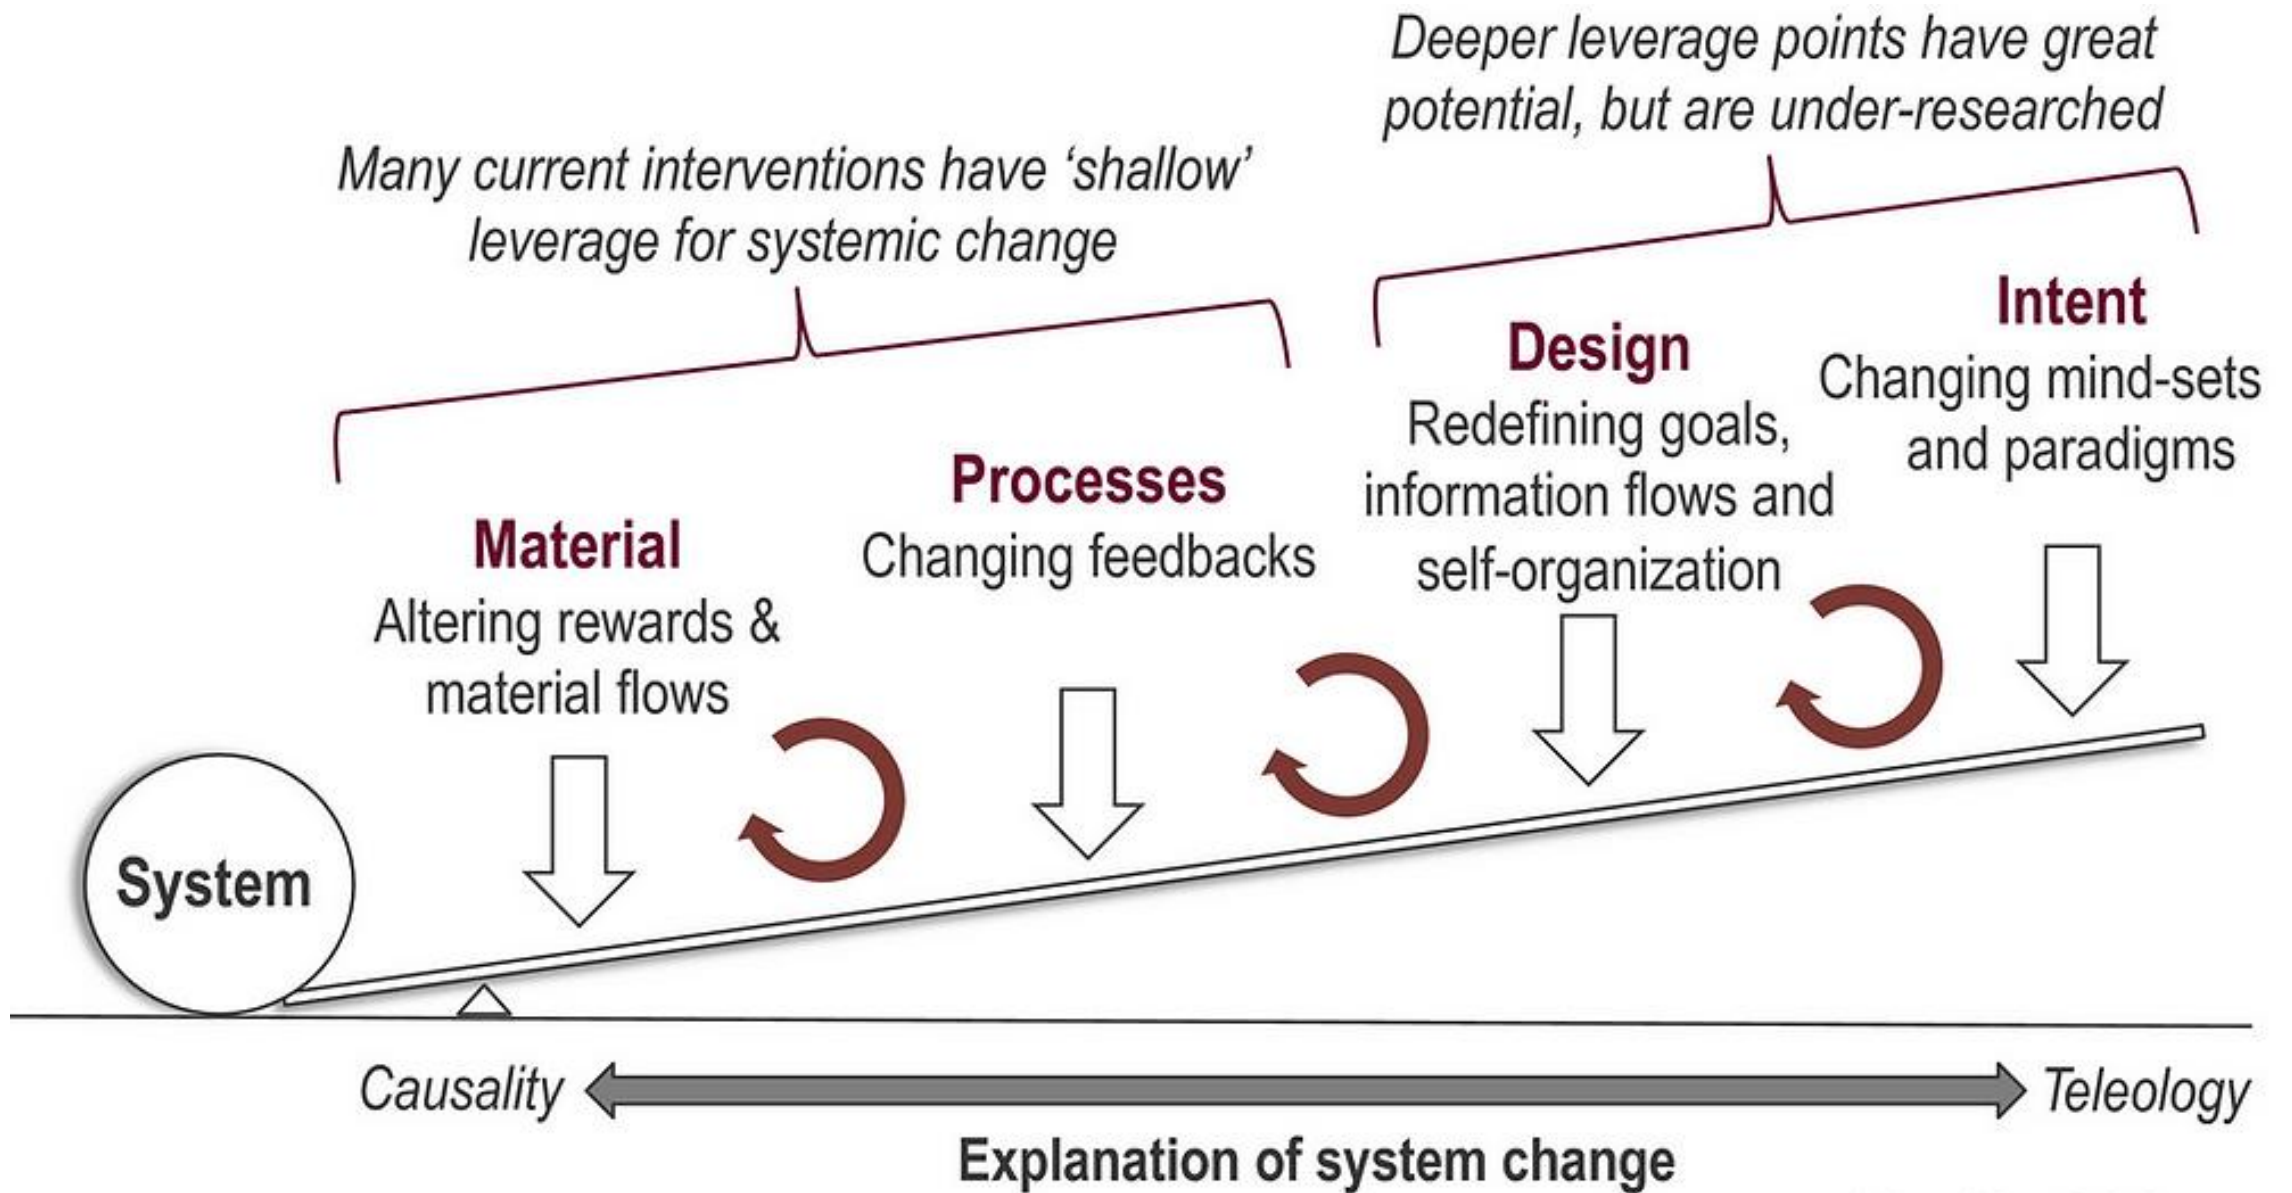 Deeper leverage points have great
potential, but are under-researched
Many current interventions have ‘shallow’
leverage for systemic change
Intent
Changing mind-sets
and paradigms
Design
Redefining goals,
information flows and
self-organization
Processes
Changing feedbacks
Material
Altering rewards &
material flows
System
Causality
Teleology
Explanation of system change